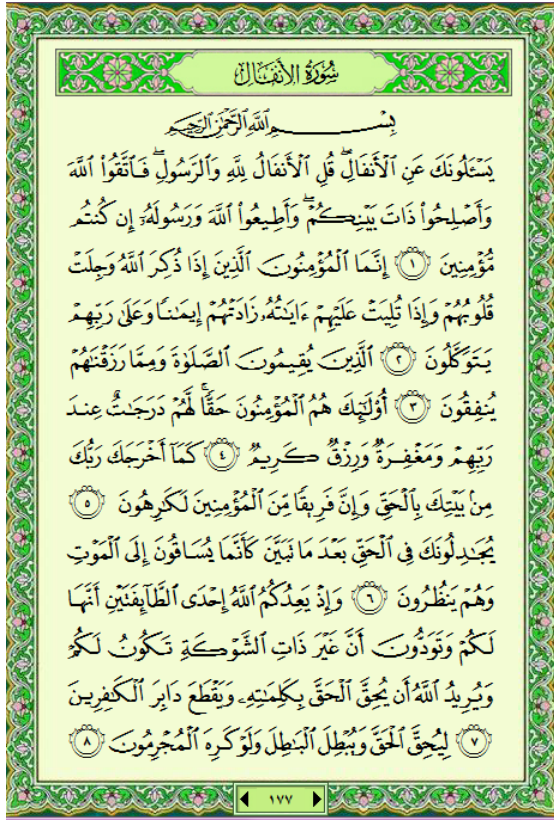 سُورَةُ الأَنفَالِ
بِسْمِ اللَّهِ الرَّحْمَٰنِ الرَّحِيمِ
يَسْـَٔلُونَكَ عَنِ ٱلْأَنفَالِ ۖ قُلِ ٱلْأَنفَالُ لِلَّهِ وَٱلرَّسُولِ ۖ فَٱتَّقُوا۟ ٱللَّهَ
وَأَصْلِحُوا۟ ذَاتَ بَيْنِكُمْ ۖ وَأَطِيعُوا۟ ٱللَّهَ وَرَسُولَهُۥٓ إِن كُنتُم
مُّؤْمِنِينَ ﴿١﴾ إِنَّمَا ٱلْمُؤْمِنُونَ ٱلَّذِينَ إِذَا ذُكِرَ ٱللَّهُ وَجِلَتْ
قُلُوبُهُمْ وَإِذَا تُلِيَتْ عَلَيْهِمْ ءَايَٰتُهُۥ زَادَتْهُمْ إِيمَٰنًا وَعَلَىٰ رَبِّهِمْ
يَتَوَكَّلُونَ ﴿٢﴾ ٱلَّذِينَ يُقِيمُونَ ٱلصَّلَوٰةَ وَمِمَّا رَزَقْنَٰهُمْ
يُنفِقُونَ ﴿٣﴾ أُو۟لَٰٓئِكَ هُمُ ٱلْمُؤْمِنُونَ حَقًّا ۚ لَّهُمْ دَرَجَٰتٌ عِندَ
رَبِّهِمْ وَمَغْفِرَةٌ وَرِزْقٌ كَرِيمٌ ﴿٤﴾ كَمَآ أَخْرَجَكَ رَبُّكَ
مِنۢ بَيْتِكَ بِٱلْحَقِّ وَإِنَّ فَرِيقًا مِّنَ ٱلْمُؤْمِنِينَ لَكَٰرِهُونَ ﴿٥﴾
يُجَٰدِلُونَكَ فِى ٱلْحَقِّ بَعْدَ مَا تَبَيَّنَ كَأَنَّمَا يُسَاقُونَ إِلَى ٱلْمَوْتِ
وَهُمْ يَنظُرُونَ ﴿٦﴾ وَإِذْ يَعِدُكُمُ ٱللَّهُ إِحْدَى ٱلطَّآئِفَتَيْنِ أَنَّهَا
لَكُمْ وَتَوَدُّونَ أَنَّ غَيْرَ ذَاتِ ٱلشَّوْكَةِ تَكُونُ لَكُمْ
وَيُرِيدُ ٱللَّهُ أَن يُحِقَّ ٱلْحَقَّ بِكَلِمَٰتِهِۦ وَيَقْطَعَ دَابِرَ ٱلْكَٰفِرِينَ
﴿٧﴾ لِيُحِقَّ ٱلْحَقَّ وَيُبْطِلَ ٱلْبَٰطِلَ وَلَوْ كَرِهَ ٱلْمُجْرِمُونَ ﴿٨﴾
١٧٧